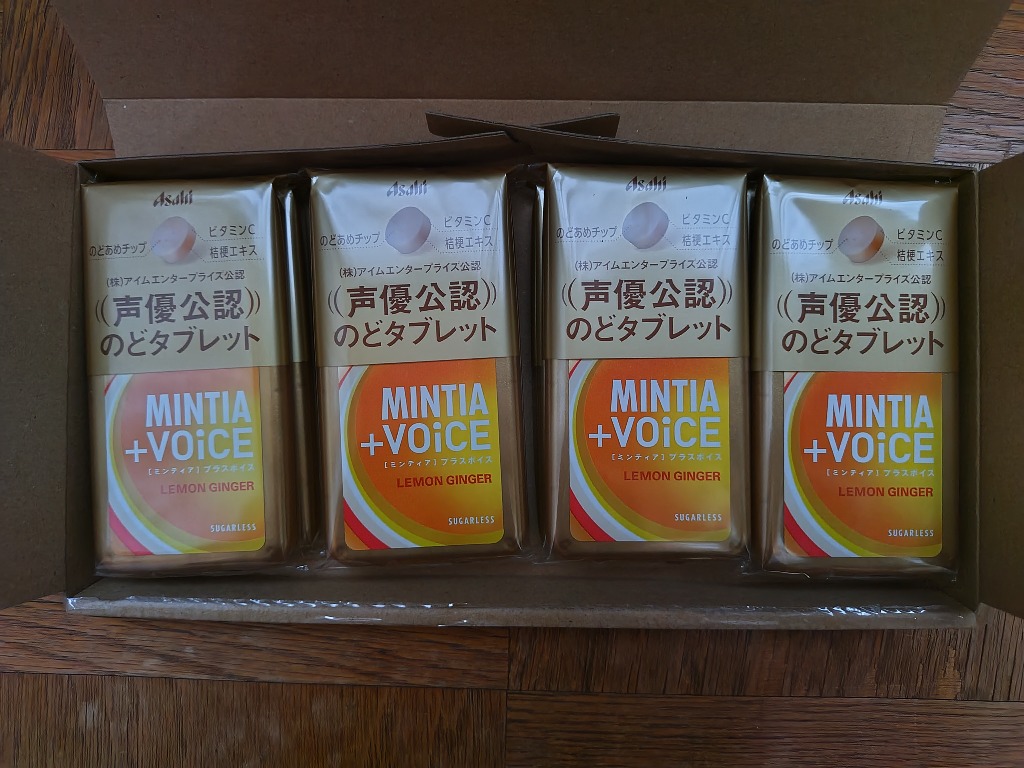 Asahi
のどあめチップ
ビタミンC
桔梗エキス
(株)アイムエンタープライズ公認
声優公認
のどタブレット
MINTIA
+VOiCE
[ミンティア]プラスボイス
LEMON GINGER
SUGARLESS
Asahi
のどあめチップ
ビタミンC
桔梗エキス
(株)アイムエンタープライズ公認
声優公認
のどタブレット
MINTIA
+VOiCE
[ミンティア]プラスボイス
LEMON GINGER
SUGARLESS
Asahi
のどあめチップ
ビタミンC
桔梗エキス
(株)アイムエンタープライズ公認
声優公認
のどタブレット
MINTIA
+VOiCE
[ミンティア]プラスボイス
LEMON GINGER
SUGARLESS
Asahi
のどあめチップ
ビタミンC
桔梗エキス
(株)アイムエンタープライズ公認
声優公認
のどタブレット
MINTIA
+VOiCE
[ミンティア]プラスボイス
LEMON GINGER
SUGARLESS